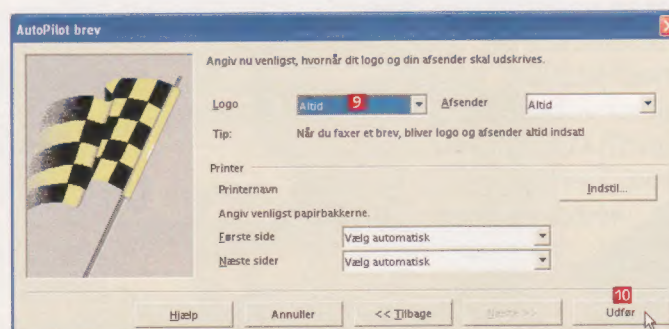 AutoPilot brev
Angiv nu venligst, hvornår dit logo og din afsender skal udskrives.
Logo Altid 9 Afsender Altid
Tip: Når du faxer et brev, bliver logo og afsender altid indsat
Printer
Printernavn Indstil...
Angiv venligst papirbakkerne.
Første side Vælg automatisk
Næste sider Vælg automatisk
10
Hjælp Annuller << Tilbage Næste >> Udfør